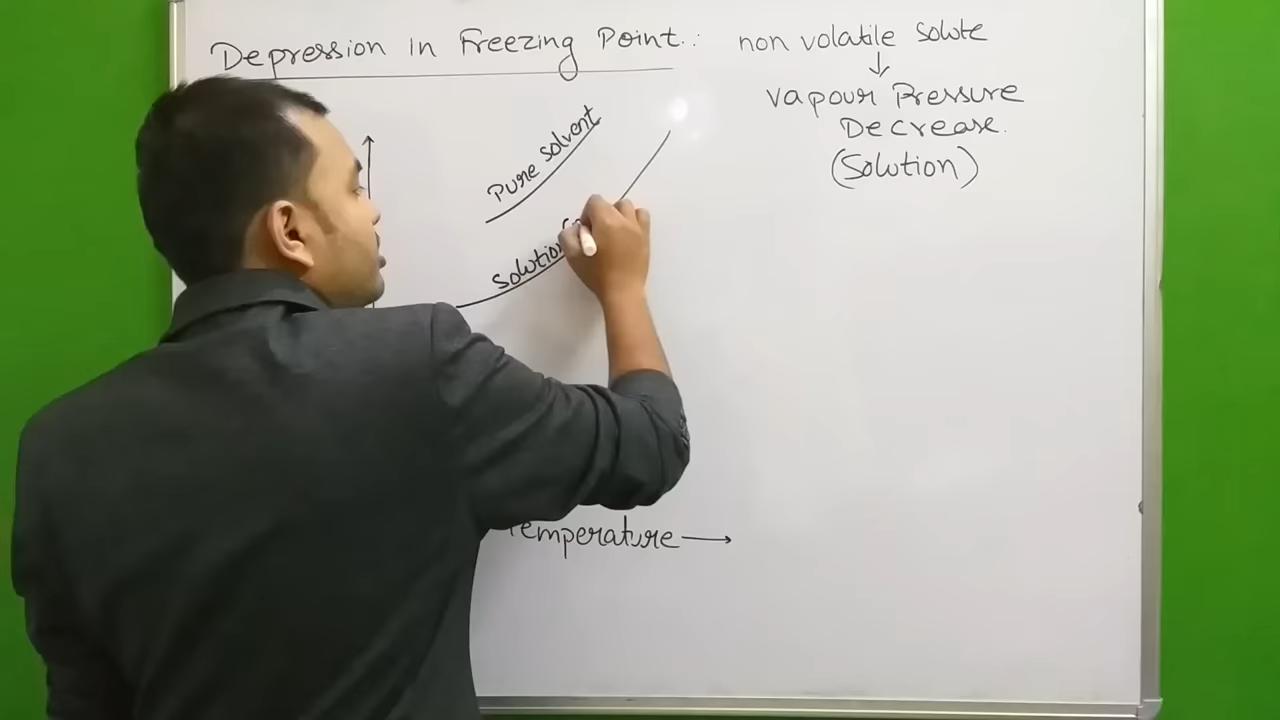 Depression in Freezing Point.:
non volatile solute
↓
Vapour Pressure
Decrease.
(Solution)
Pure solvent
Solution
Temperature →